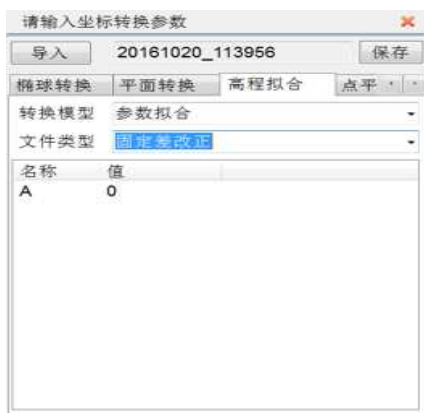 请输入坐标转换参数
导入 20161020_113956 保存
椭球转换 平面转换 高程拟合 点平
转换模型 参数拟合
文件类型 固定差改正
名称 值
A 0